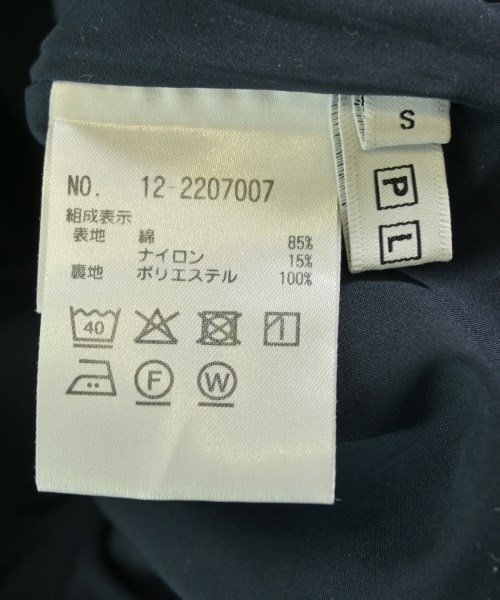 S
P
L
NO. 12-2207007
組成表示
表地 綿 85%
ナイロン 15%
裏地 ポリエステル 100%
40
F W